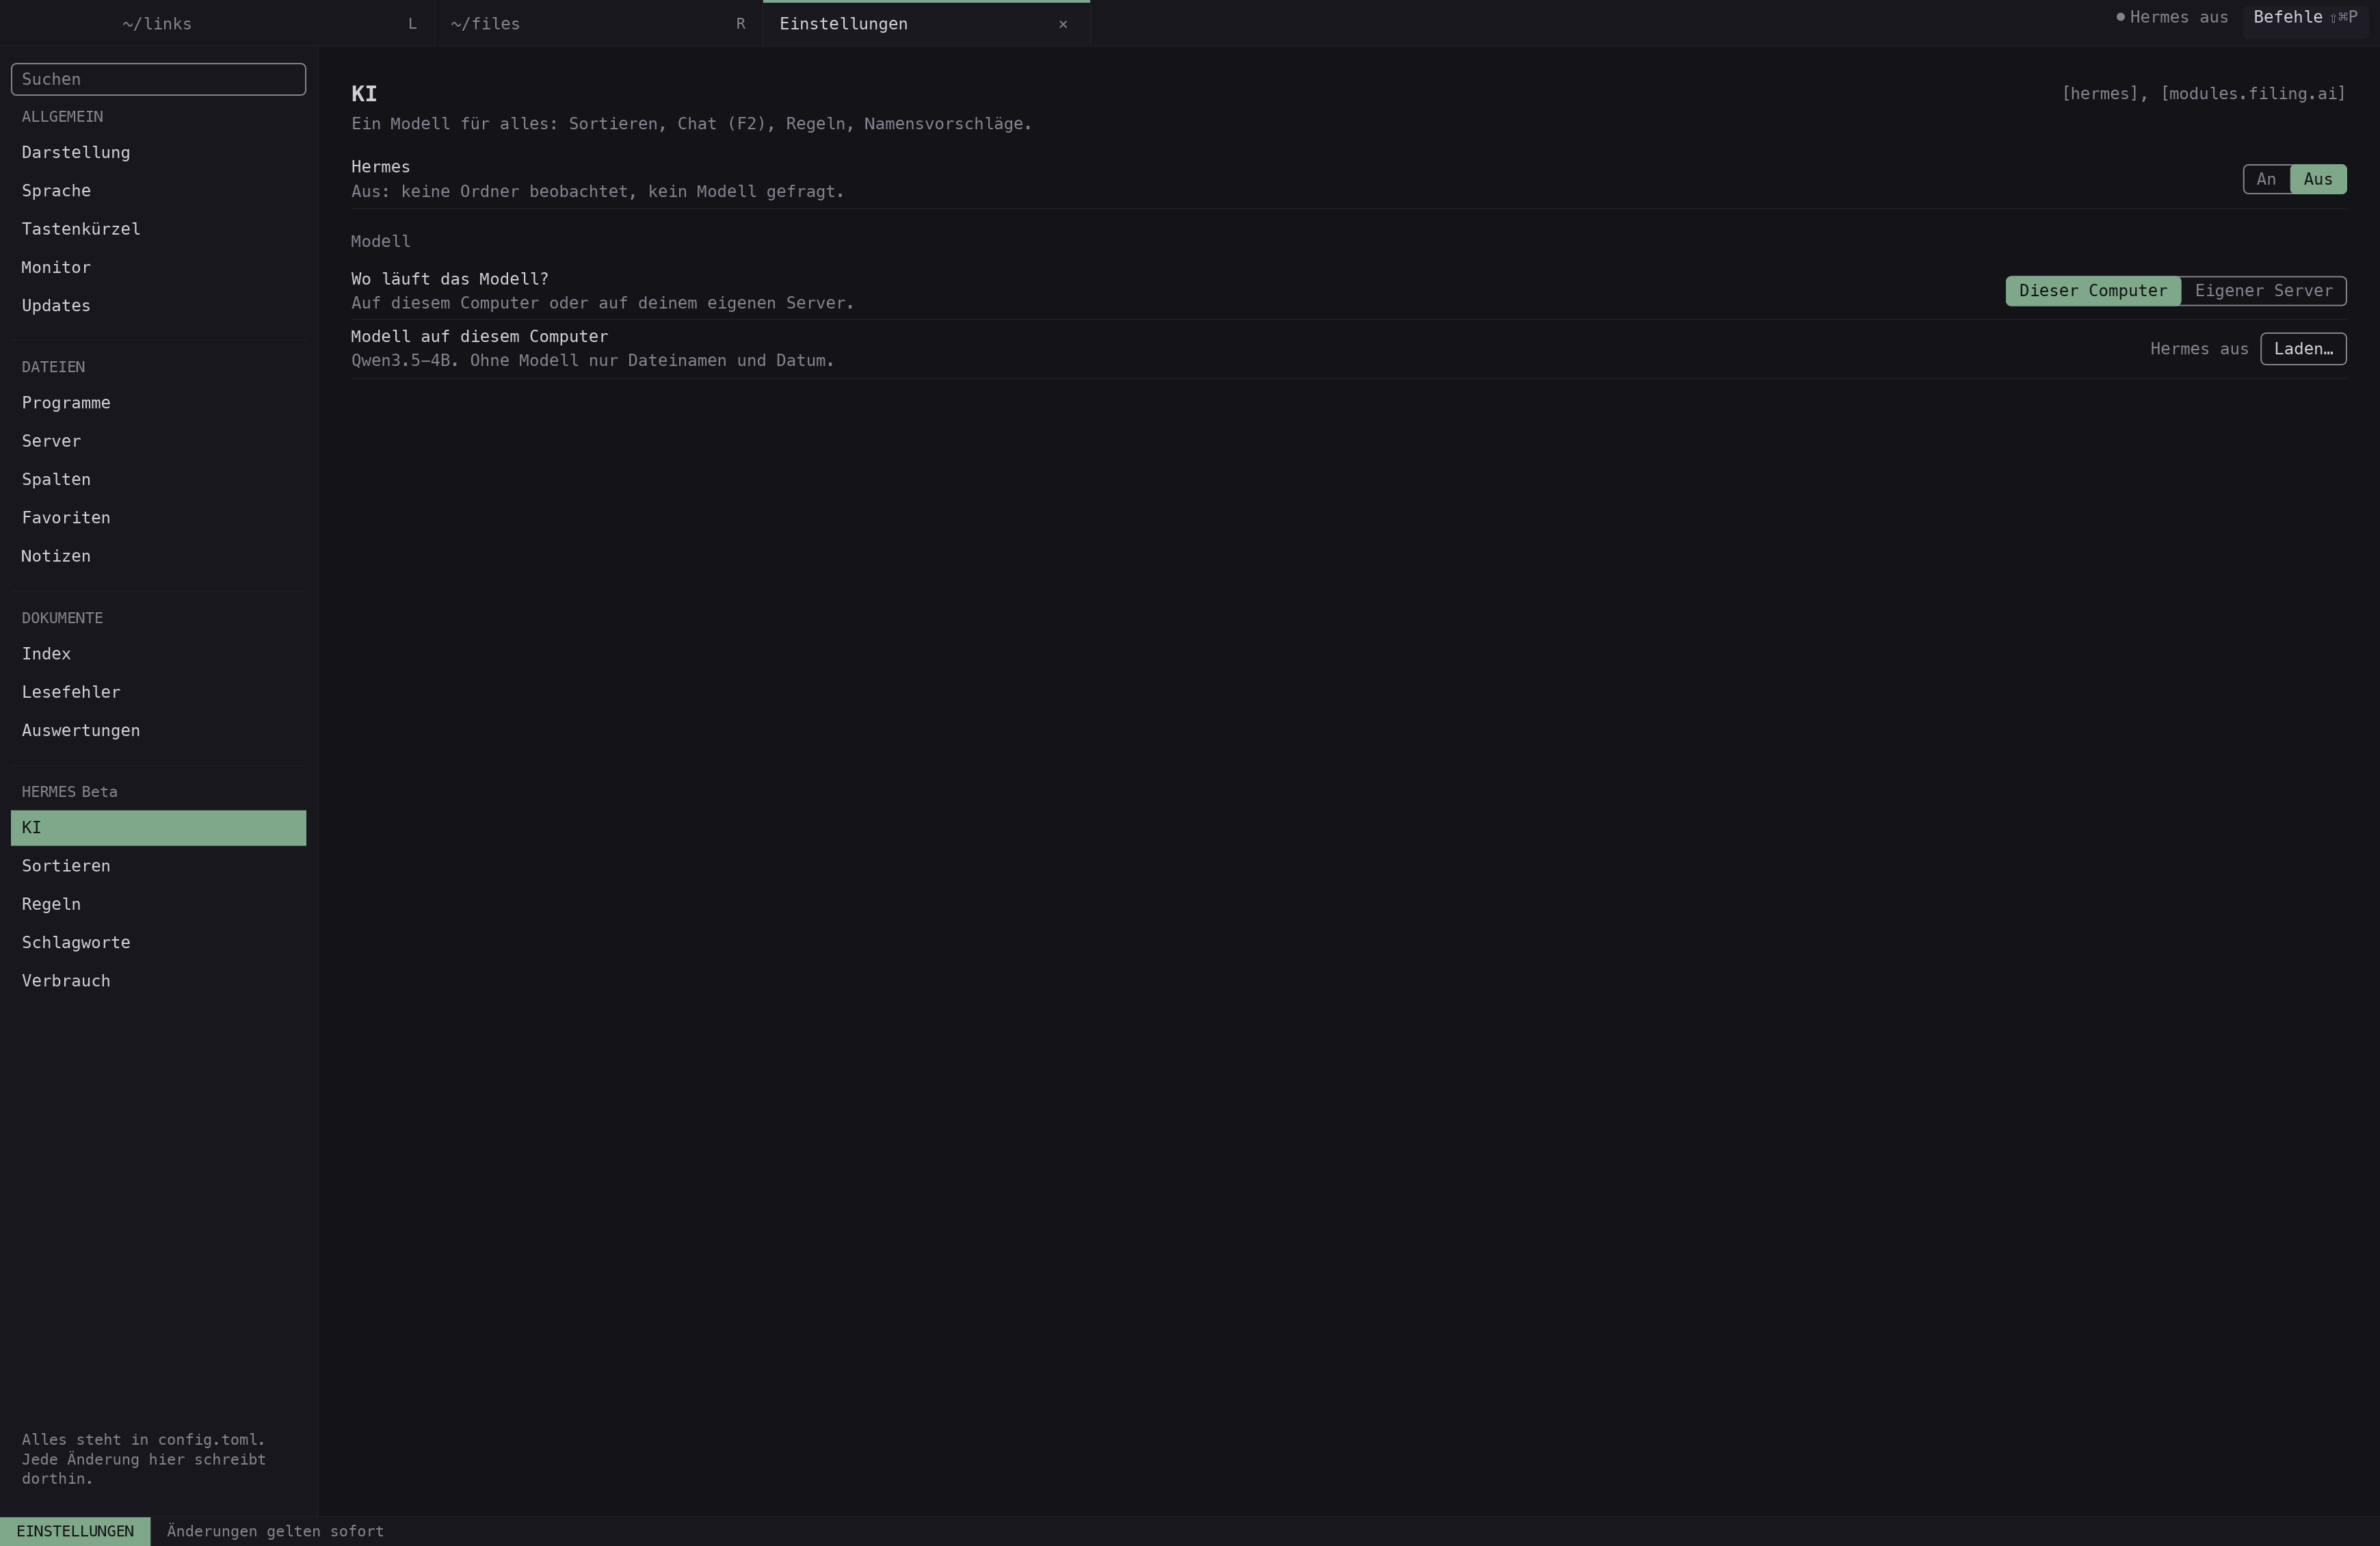 ~/links L ~/files R Einstellungen × ● Hermes aus Befehle ⇧⌘P
Suchen
ALLGEMEIN
Darstellung
Sprache
Tastenkürzel
Monitor
Updates
DATEIEN
Programme
Server
Spalten
Favoriten
Notizen
DOKUMENTE
Index
Lesefehler
Auswertungen
HERMES Beta
KI
Sortieren
Regeln
Schlagworte
Verbrauch
Alles steht in config.toml.
Jede Änderung hier schreibt
dorthin.
KI [hermes], [modules.filing.ai]
Ein Modell für alles: Sortieren, Chat (F2), Regeln, Namensvorschläge.
Hermes
Aus: keine Ordner beobachtet, kein Modell gefragt.
An Aus
Modell
Wo läuft das Modell?
Auf diesem Computer oder auf deinem eigenen Server.
Dieser Computer Eigener Server
Modell auf diesem Computer
Qwen3.5−4B. Ohne Modell nur Dateinamen und Datum.
Hermes aus Laden…
EINSTELLUNGEN Änderungen gelten sofort